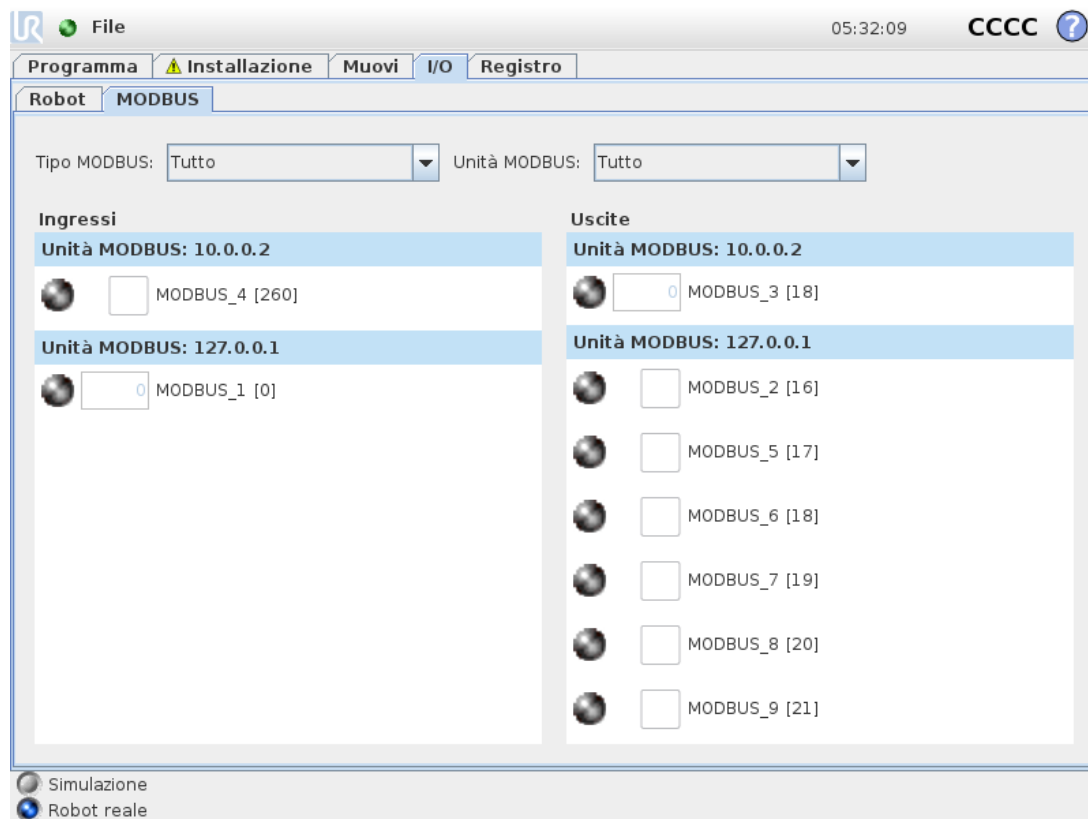 UR File 05:32:09 CCCC ?
Programma Installazione Muovi I/O Registro
Robot MODBUS
Tipo MODBUS: Tutto Unità MODBUS: Tutto
Ingressi
Unità MODBUS: 10.0.0.2
MODBUS_4 [260]
Unità MODBUS: 127.0.0.1
0 MODBUS_1 [0]
Uscite
Unità MODBUS: 10.0.0.2
0 MODBUS_3 [18]
Unità MODBUS: 127.0.0.1
MODBUS_2 [16]
MODBUS_5 [17]
MODBUS_6 [18]
MODBUS_7 [19]
MODBUS_8 [20]
MODBUS_9 [21]
Simulazione
Robot reale